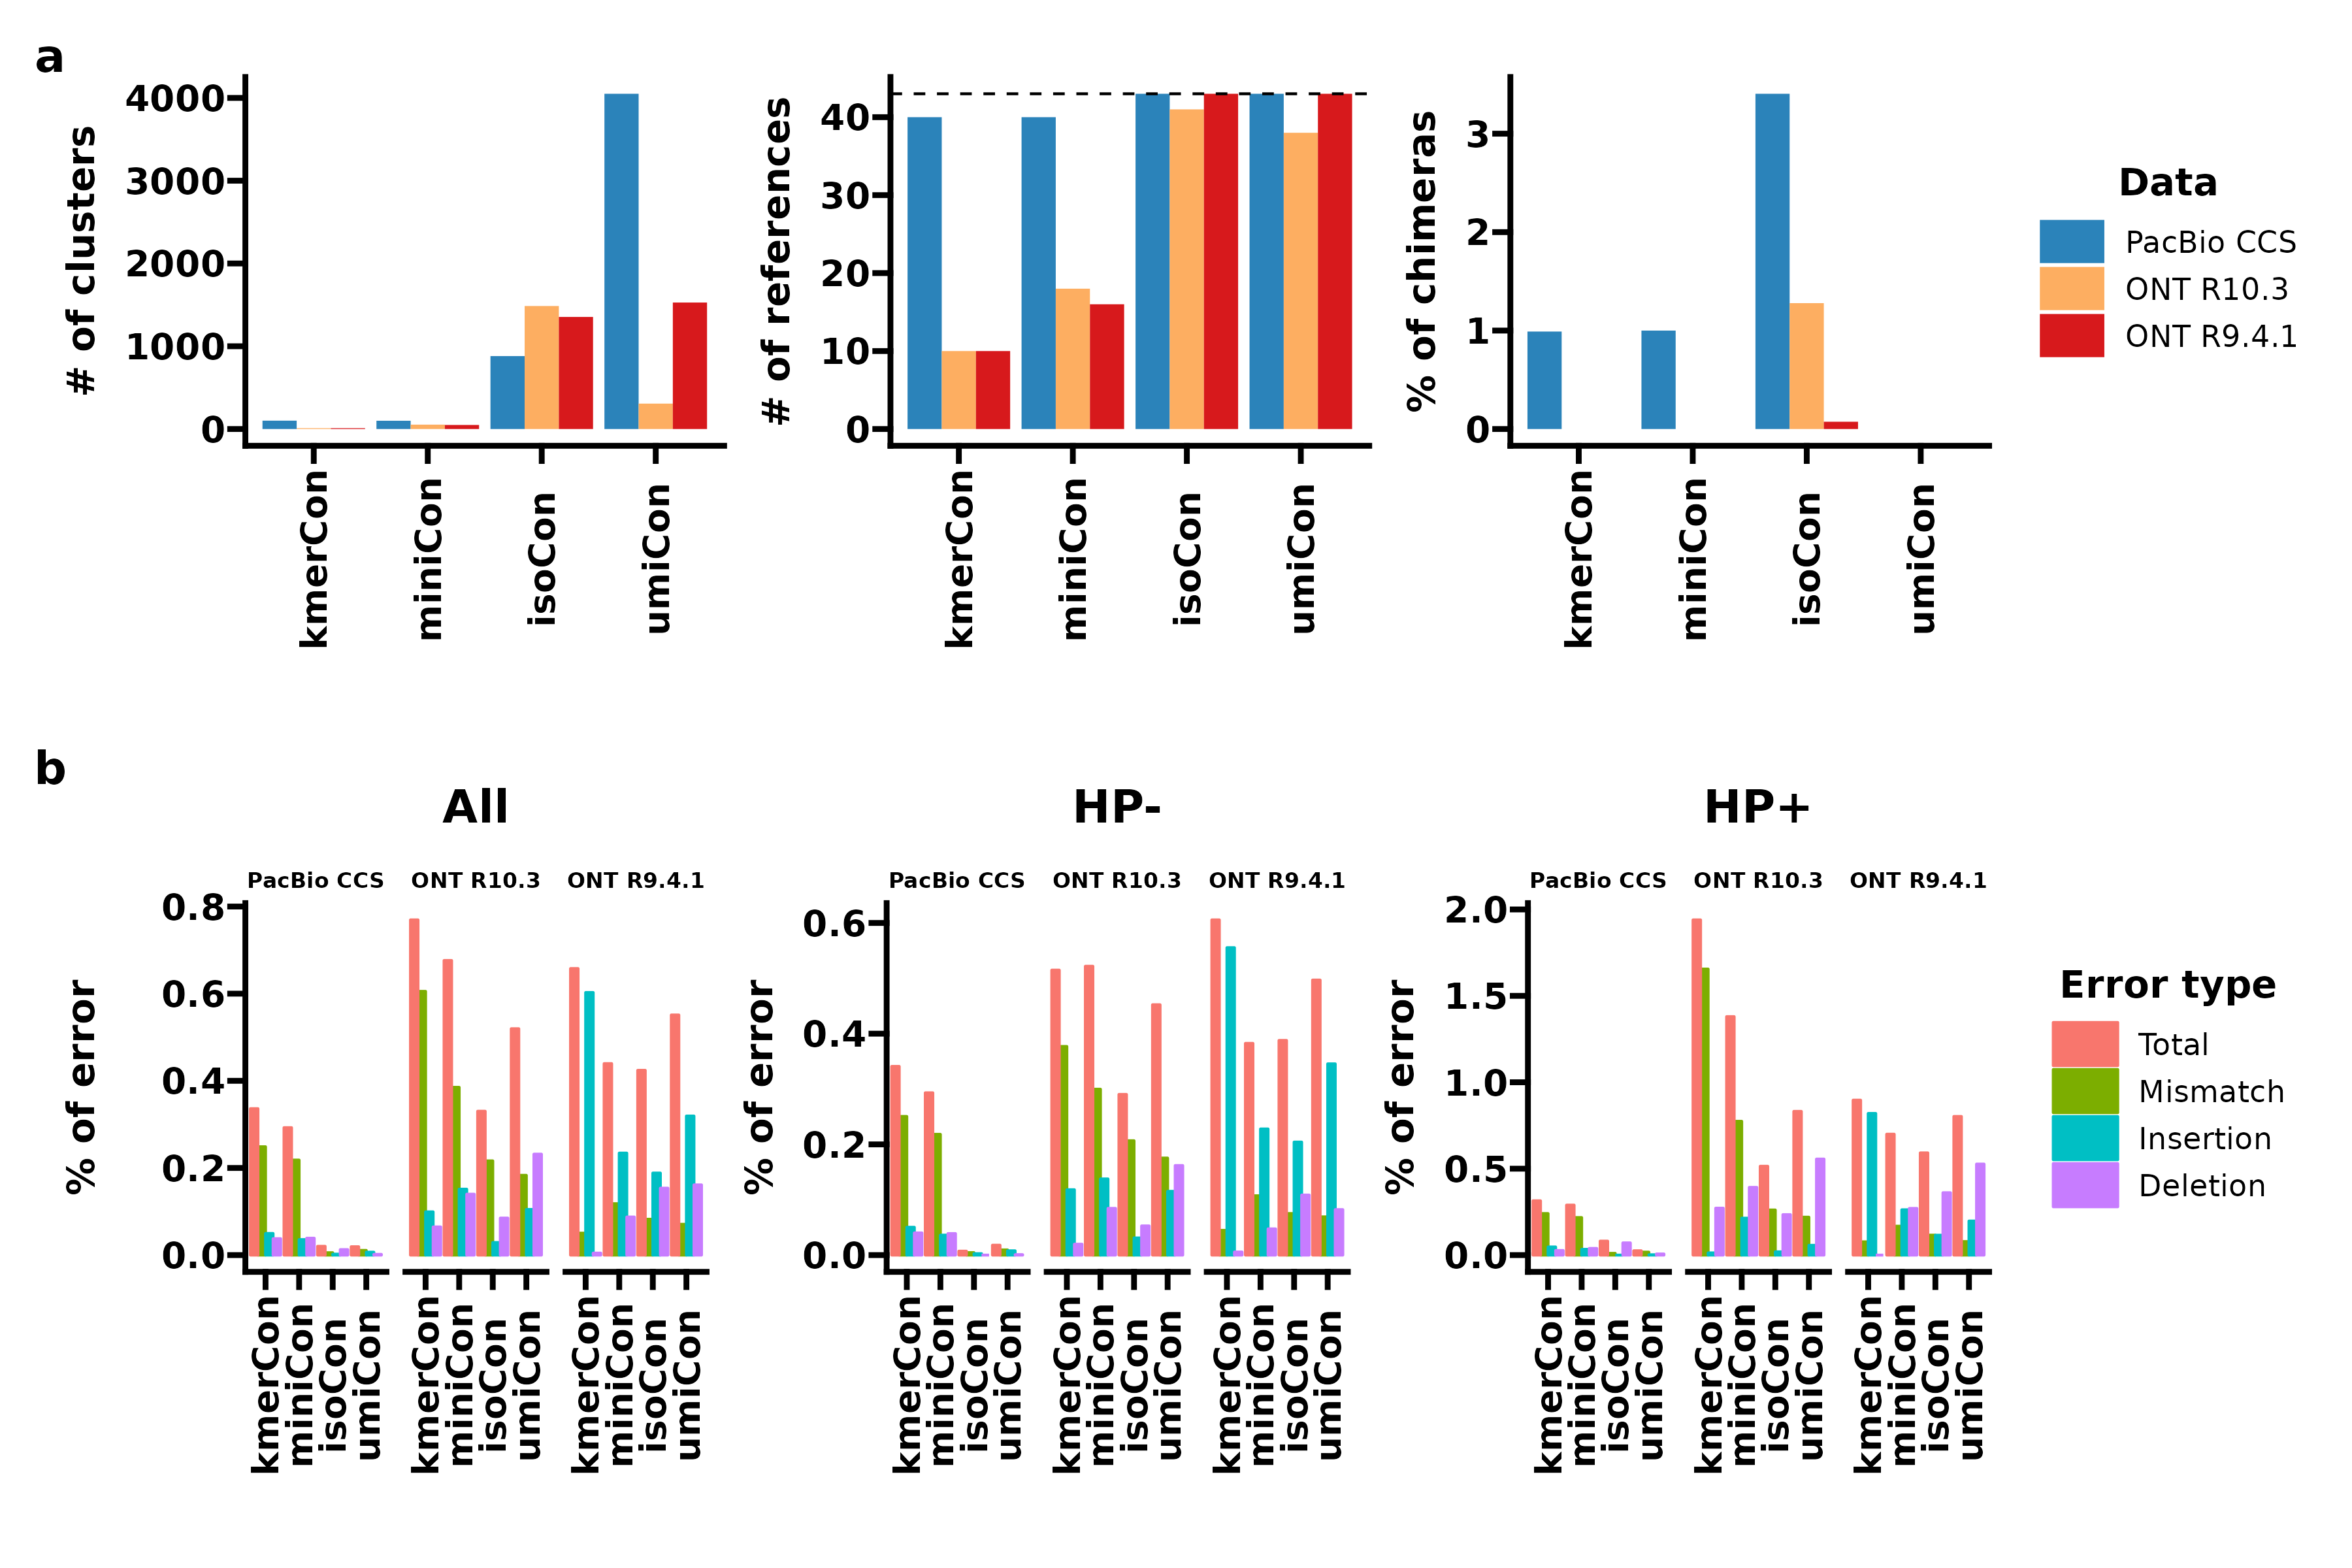 a
# of clusters
4000
3000
2000
1000
0
kmerCon
miniCon
isoCon
umiCon
# of references
40
30
20
10
0
kmerCon
miniCon
isoCon
umiCon
% of chimeras
3
2
1
0
kmerCon
miniCon
isoCon
umiCon
Data
PacBio CCS
ONT R10.3
ONT R9.4.1
b
All
PacBio CCS ONT R10.3 ONT R9.4.1
% of error
0.8
0.6
0.4
0.2
0.0
kmerCon
miniCon
isoCon
umiCon
kmerCon
miniCon
isoCon
umiCon
kmerCon
miniCon
isoCon
umiCon
HP-
PacBio CCS ONT R10.3 ONT R9.4.1
% of error
0.6
0.4
0.2
0.0
kmerCon
miniCon
isoCon
umiCon
kmerCon
miniCon
isoCon
umiCon
kmerCon
miniCon
isoCon
umiCon
HP+
PacBio CCS ONT R10.3 ONT R9.4.1
% of error
2.0
1.5
1.0
0.5
0.0
kmerCon
miniCon
isoCon
umiCon
kmerCon
miniCon
isoCon
umiCon
kmerCon
miniCon
isoCon
umiCon
Error type
Total
Mismatch
Insertion
Deletion